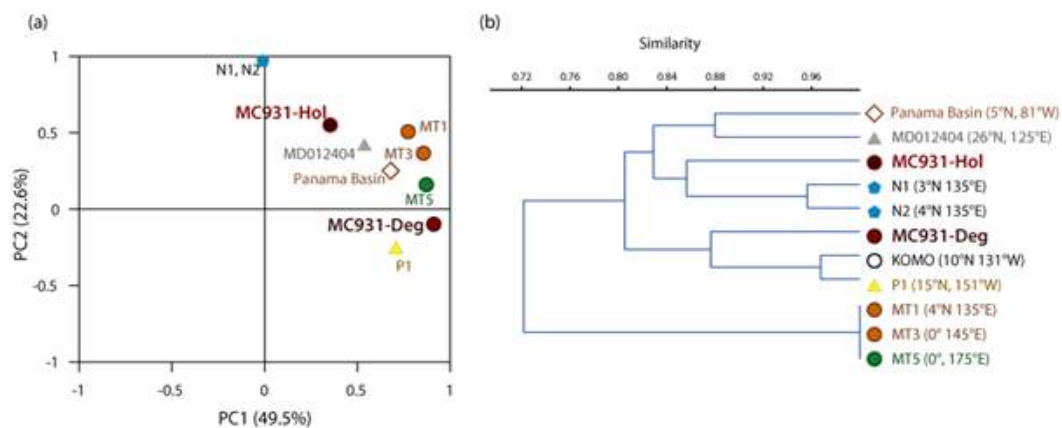 (a)
1
N1, N2
MC931-Hol
0.5
MT1
MD012404
MT3
Panama Basin
MT5
0
MC931-Deg
P1
-0.5
-1
-1
-0.5
0
0.5
1
PC2 (22.6%)
PC1 (49.5%)
(b)
Similarity
0.72 0.76 0.80 0.84 0.88 0.92 0.96
Panama Basin (5°N, 81°W)
MD012404 (26°N, 125°E)
MC931-Hol
N1 (3°N 135°E)
N2 (4°N 135°E)
MC931-Deg
KOMO (10°N 131°W)
P1 (15°N, 151°W)
MT1 (4°N 135°E)
MT3 (0° 145°E)
MT5 (0°, 175°E)